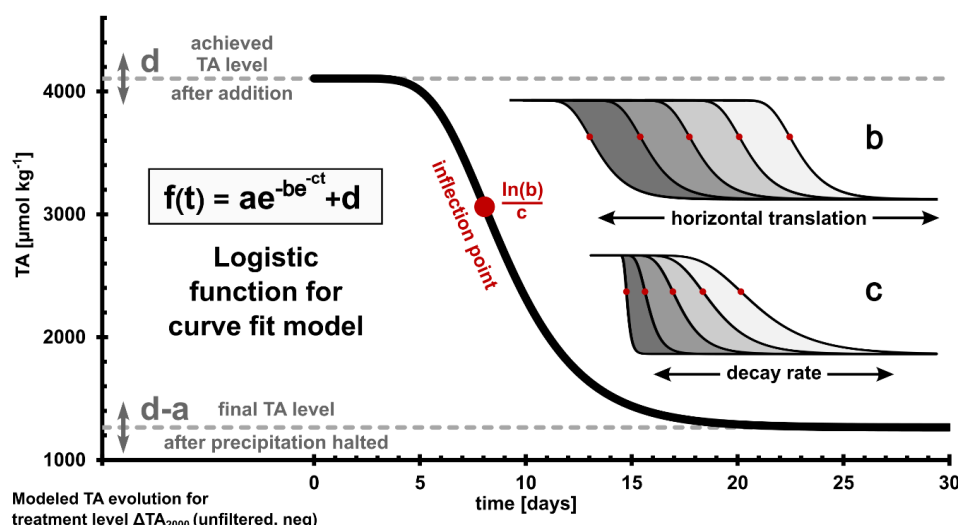 d
achieved
TA level
after addition
4000
3000
2000
1000
TA [µmol kg⁻¹]
f(t) = ae^-be^-ct +d
Logistic
function for
curve fit model
inflection point
ln(b)
c
b
horizontal translation
c
decay rate
d-a
final TA level
after precipitation halted
0 5 10 15 20 25 30
time [days]
Modeled TA evolution for
treatment level ΔTA₂₀₀₀ (unfiltered, neg)